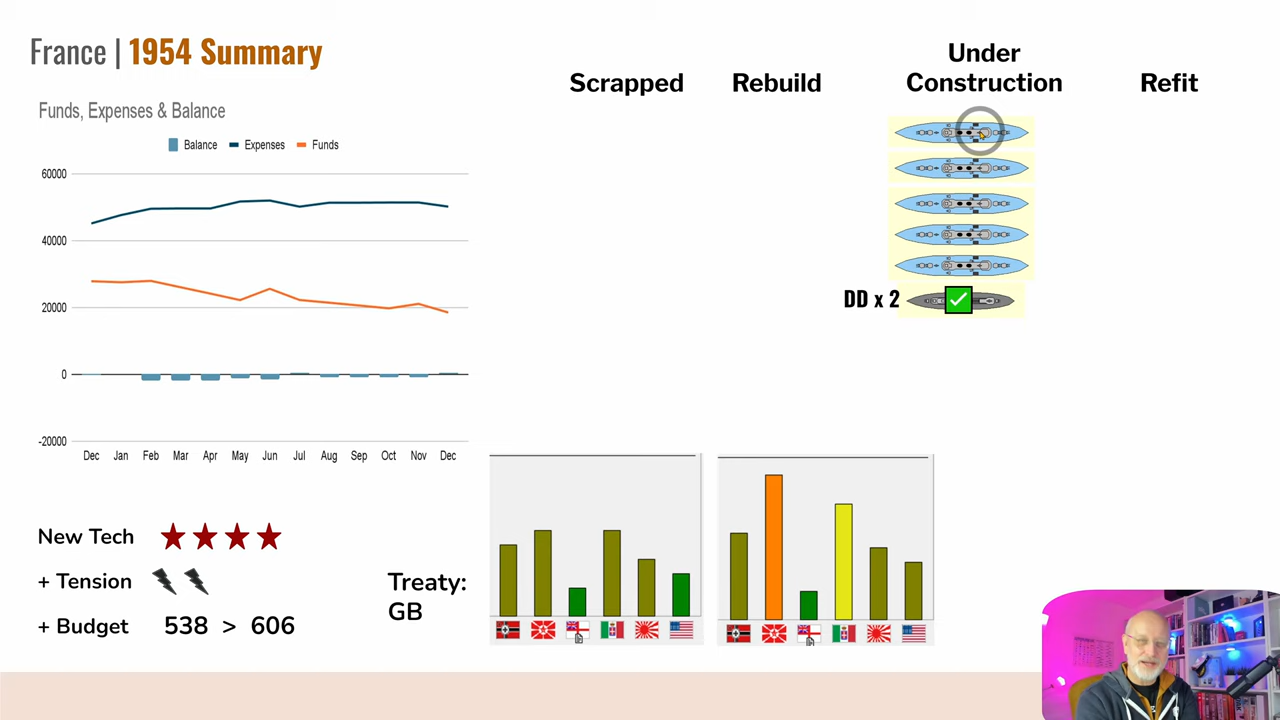 France | 1954 Summary
Scrapped
Rebuild
Under
Construction
Refit
Funds, Expenses & Balance
Balance
Expenses
Funds
60000
40000
20000
0
-20000
Dec Jan Feb Mar Apr May Jun Jul Aug Sep Oct Nov Dec
DD x 2
New Tech
+ Tension
+ Budget 538 > 606
Treaty:
GB